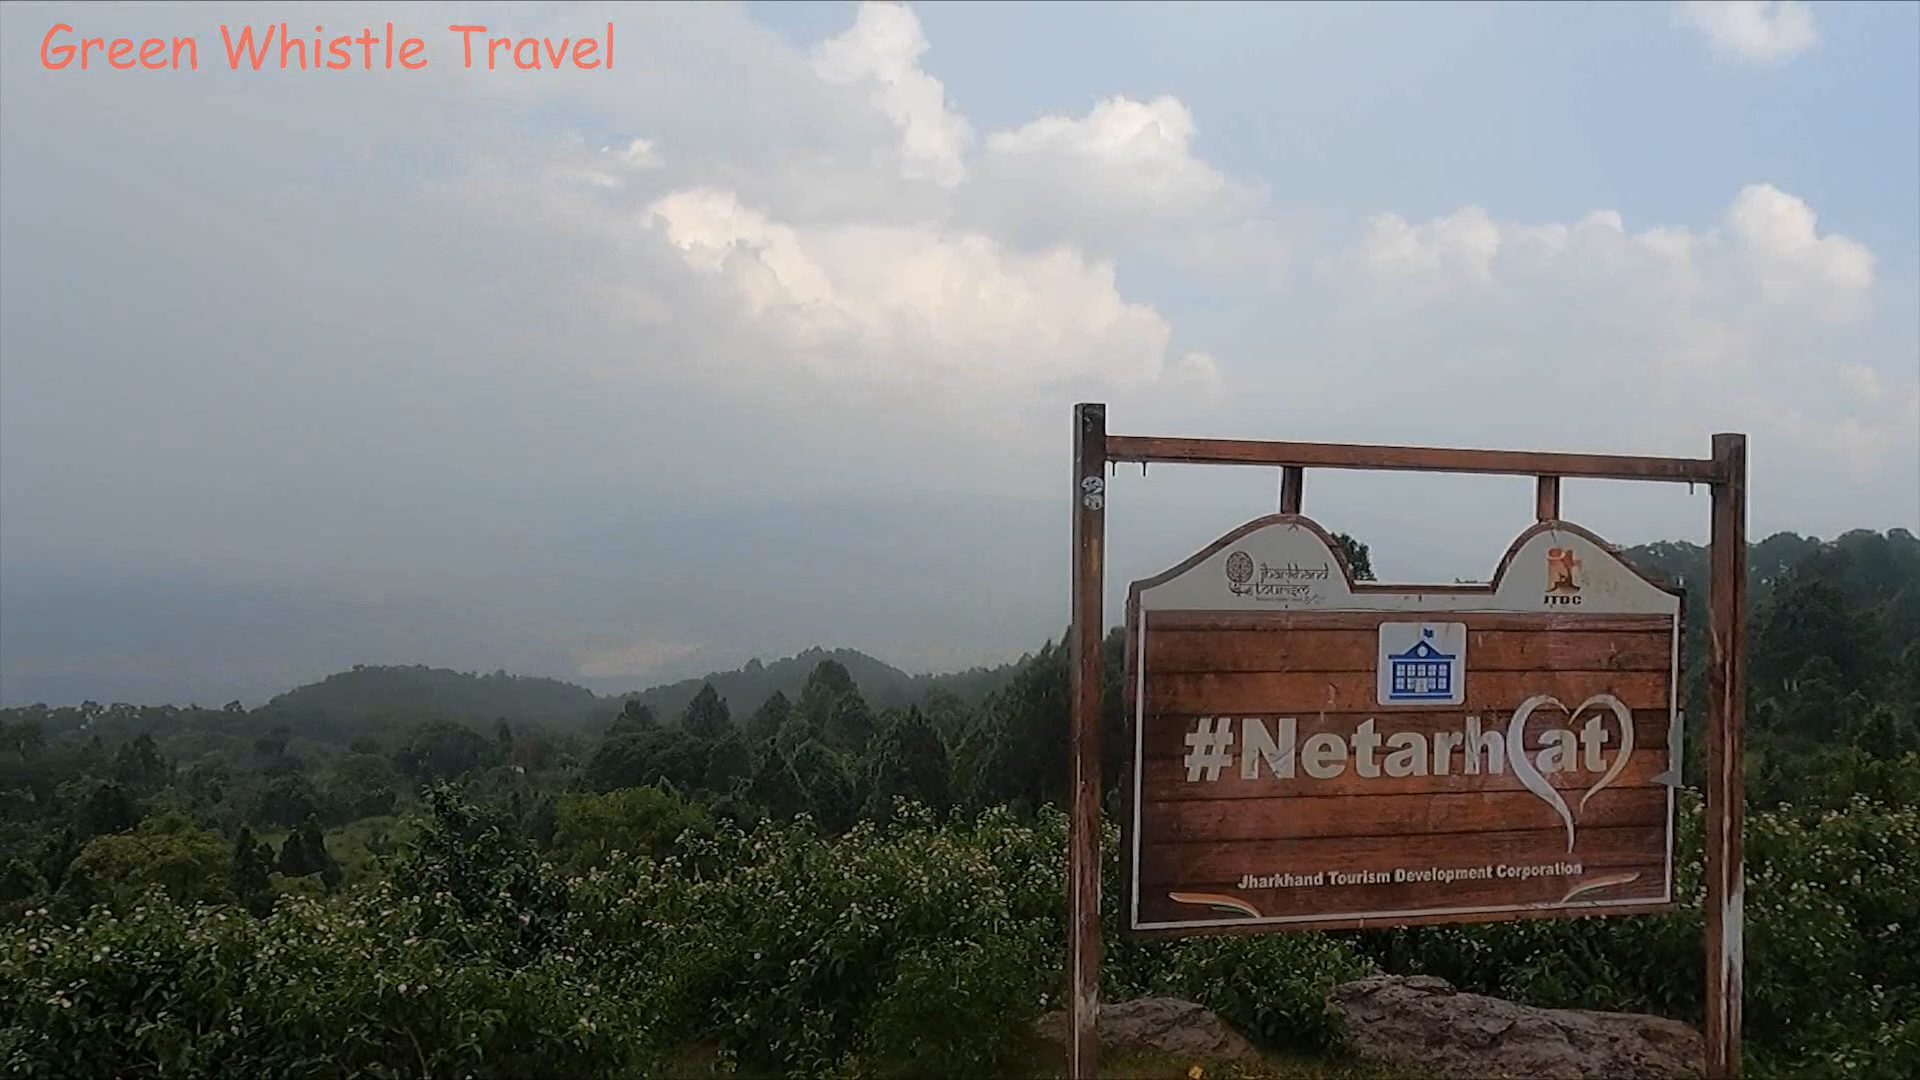 Green Whistle Travel
jharkhand
tourism
JTDC
#Netarhat
Jharkhand Tourism Development Corporation